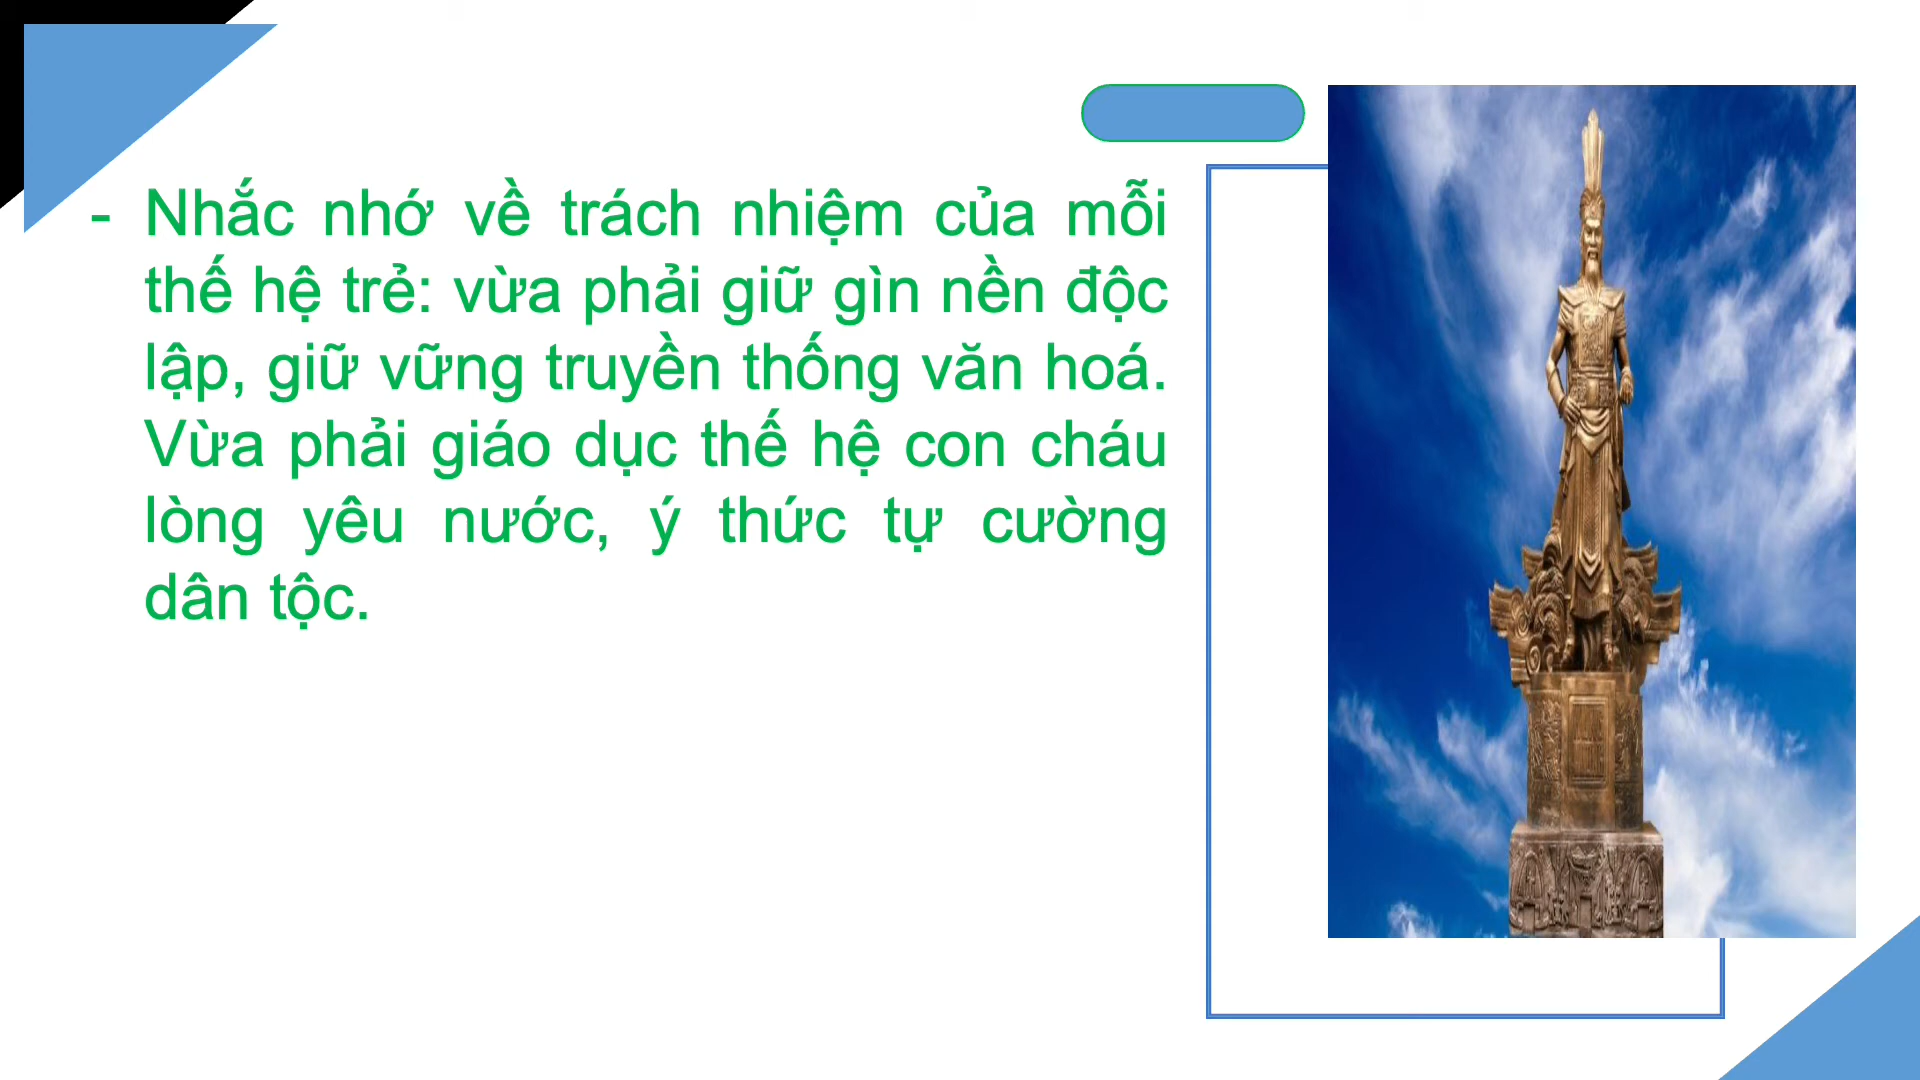 - Nhắc nhớ về trách nhiệm của mỗi
thế hệ trẻ: vừa phải giữ gìn nền độc
lập, giữ vững truyền thống văn hoá.
Vừa phải giáo dục thế hệ con cháu
lòng yêu nước, ý thức tự cường
dân tộc.